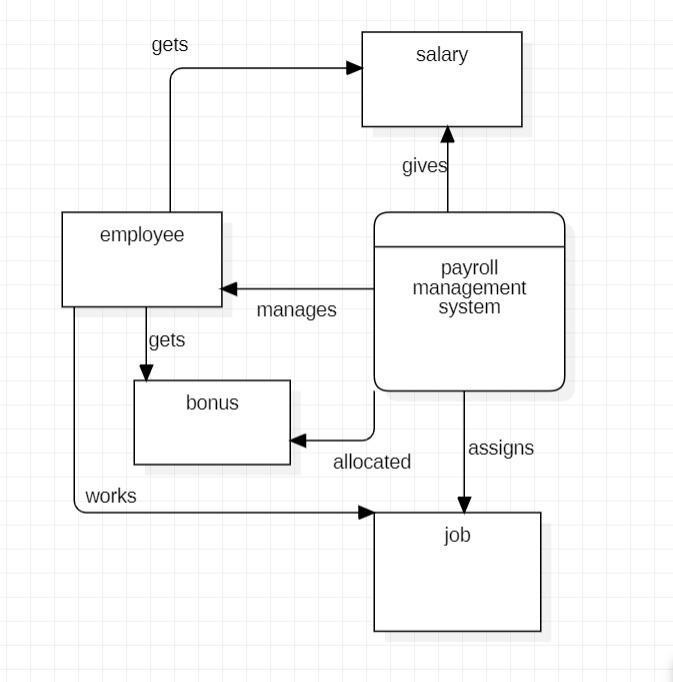 gets
salary
gives
employee
payroll
management
system
manages
gets
bonus
allocated
assigns
works
job